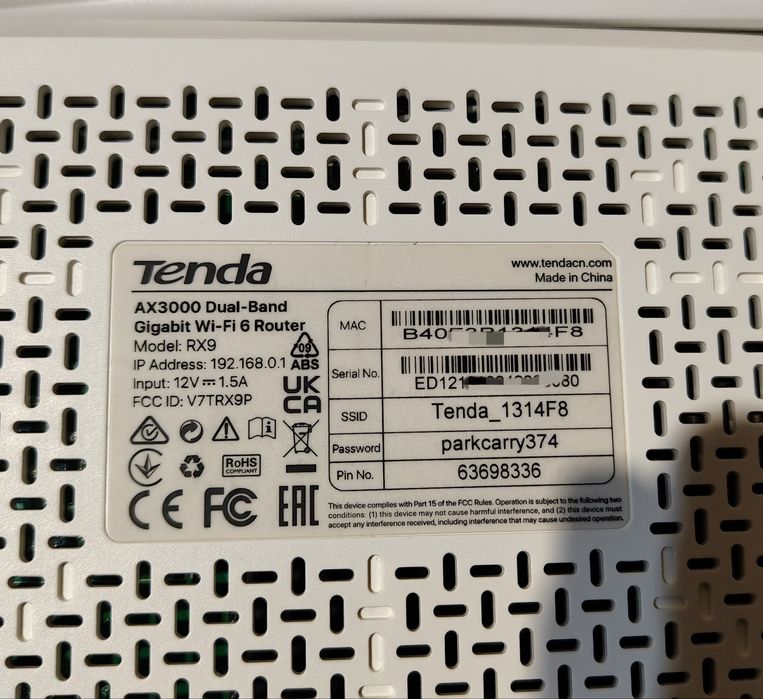 Tenda
www.tendacn.com
Made in China
AX3000 Dual-Band
Gigabit Wi-Fi 6 Router
Model: RX9
IP Address: 192.168.0.1
Input: 12V⎓1.5A
FCC ID: V7TRX9P
09
ABS
UK
CA
RoHS
COMPLIANT
CE FC EAC
MAC
Serial No.
SSID Tenda_1314F8
Password parkcarry374
Pin No. 63698336
This device complies with Part 15 of the FCC Rules. Operation is subject to the following two
conditions: (1) this device may not cause harmful interference, and (2) this device must
accept any interference received, including interference that may cause undesired operation.